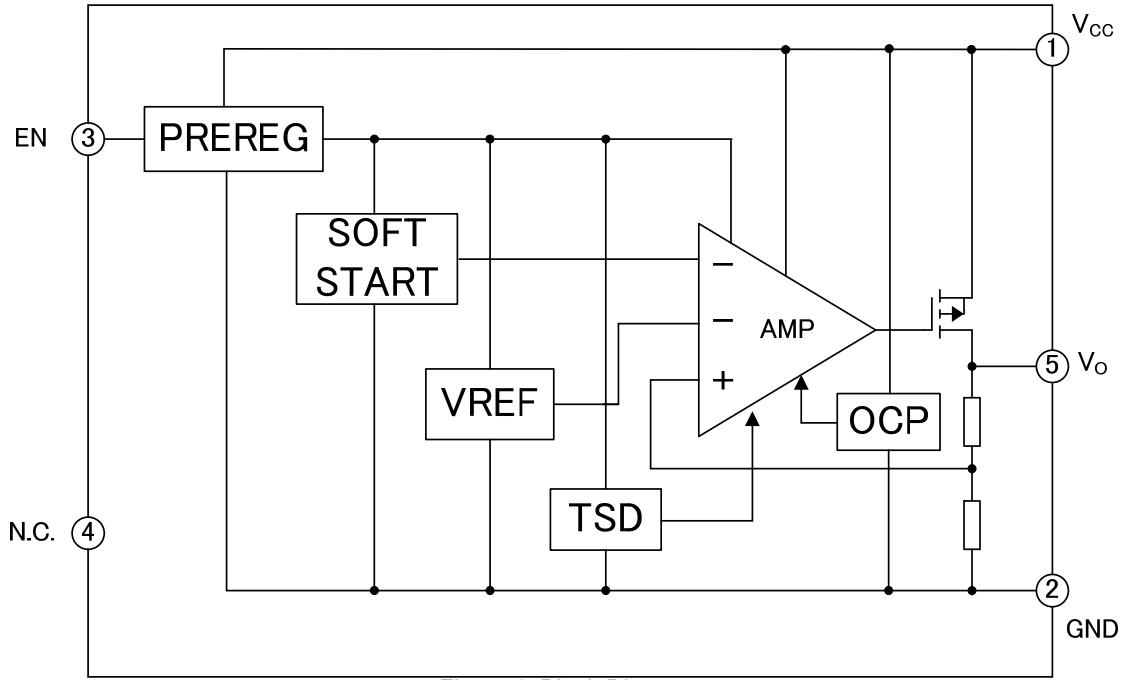 VCC
1
EN
3
PREREG
SOFT
START
−
−
+
AMP
5
VO
VREF
OCP
TSD
N.C.
4
2
GND